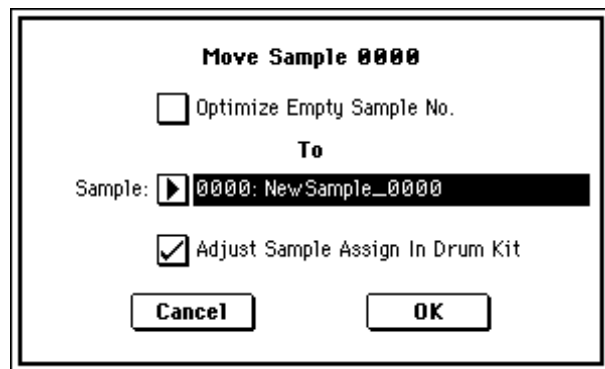 Move Sample 0000
Optimize Empty Sample No.
To
Sample: 0000: NewSample_0000
Adjust Sample Assign In Drum Kit
Cancel OK